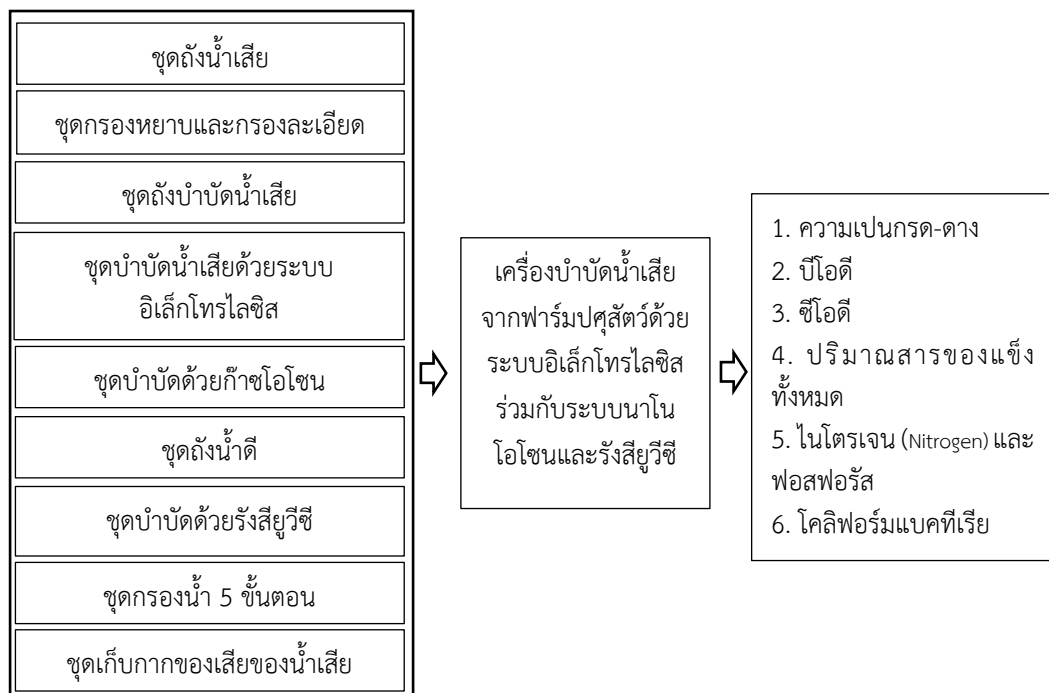 ชุดถังน้ำเสีย
ชุดกรองหยาบและกรองละเอียด
ชุดถังบำบัดน้ำเสีย
ชุดบำบัดน้ำเสียด้วยระบบ
อิเล็กโทรไลซิส
ชุดบำบัดด้วยก๊าซโอโซน
ชุดถังน้ำดี
ชุดบำบัดด้วยรังสียูวีซี
ชุดกรองน้ำ 5 ขั้นตอน
ชุดเก็บกากของเสียของน้ำเสีย
เครื่องบำบัดน้ำเสีย
จากฟาร์มปศุสัตว์ด้วย
ระบบอิเล็กโทรไลซิส
ร่วมกับระบบนาโน
โอโซนและรังสียูวีซี
1. ความเปนกรด-ดาง
2. บีโอดี
3. ซีโอดี
4. ปริมาณสารของแข็ง
ทั้งหมด
5. ไนโตรเจน (Nitrogen) และ
ฟอสฟอรัส
6. โคลิฟอร์มแบคทีเรีย